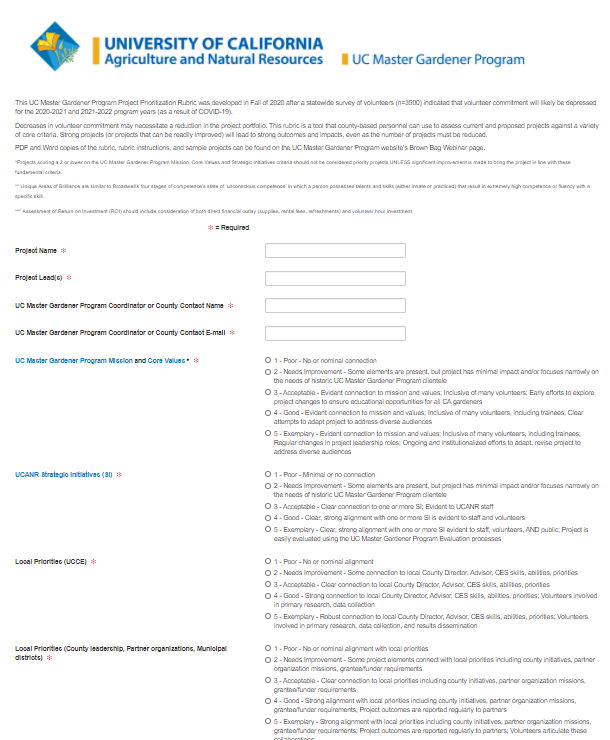 UNIVERSITY OF CALIFORNIA
Agriculture and Natural Resources
UC Master Gardener Program
This UC Master Gardener Program Project Prioritization Rubric was developed in Fall of 2020 after a statewide survey of volunteers (n=3500) indicated that volunteer commitment will likely be depressed
for the 2020-2021 and 2021-2022 program years (as a result of COVID-19).
Decreases in volunteer commitment may necessitate a reduction in the project portfolio. This rubric is a tool that county-based personnel can use to assess current and proposed projects against a variety
of core criteria. Strong projects (or projects that can be readily improved) will lead to strong outcomes and impacts, even as the number of projects must be reduced.
PDF and Word copies of the rubric, rubric instructions, and sample projects can be found on the UC Master Gardener Program website's Brown Bag Webinar page.
*Projects scoring a 2 or lower on the UC Master Gardener Program Mission, Core Values and Strategic Initiatives criteria should not be considered priority projects UNLESS significant improvement is made to bring the project in line with these
fundamental criteria.
** Unique Areas of Brilliance are similar to Broadwell's four stages of competence's state of 'unconscious competence' in which a person possesses talents and skills (either innate or practiced) that result in extremely high competence or fluency with a
specific skill.
*** Assessment of Return on Investment (ROI) should include consideration of both direct financial outlay (supplies, rental fees, refreshments) and volunteer hour investment.
* = Required
Project Name *
Project Lead(s) *
UC Master Gardener Program Coordinator or County Contact Name *
UC Master Gardener Program Coordinator or County Contact E-mail *
UC Master Gardener Program Mission and Core Values* *
1 - Poor - No or nominal connection
2 - Needs Improvement - Some elements are present, but project has minimal impact and/or focuses narrowly on
the needs of historic UC Master Gardener Program clientele
3 - Acceptable - Evident connection to mission and values; Inclusive of many volunteers; Early efforts to explore
project changes to ensure educational opportunities for all CA gardeners
4 - Good - Evident connection to mission and values; Inclusive of many volunteers, including trainees; Clear
attempts to adapt project to address diverse audiences
5 - Exemplary - Evident connection to mission and values; Inclusive of many volunteers, including trainees;
Regular changes in project leadership roles; Ongoing and institutionalized efforts to adapt, revise project to
address diverse audiences
UCANR Strategic Initiatives (SI) *
1 - Poor - Minimal or no connection
2 - Needs Improvement - Some elements are present, but project has minimal impact and/or focuses narrowly on
the needs of historic UC Master Gardener Program clientele
3 - Acceptable - Clear connection to one or more SI; Evident to UCANR staff
4 - Good - Clear, strong alignment with one or more SI is evident to staff and volunteers
5 - Exemplary - Clear, strong alignment with one or more SI evident to staff, volunteers, AND public; Project is
easily evaluated using the UC Master Gardener Program Evaluation processes
Local Priorities (UCCE) *
1 - Poor - No or nominal alignment
2 - Needs Improvement - Some connection to local County Director, Advisor, CES skills, abilities, priorities
3 - Acceptable - Clear connection to local County Director, Advisor, CES skills, abilities, priorities
4 - Good - Strong connection to local County Director, Advisor, CES skills, abilities, priorities; Volunteers involved
in primary research, data collection
5 - Exemplary - Robust connection to local County Director, Advisor, CES skills, abilities, priorities; Volunteers
involved in primary research, data collection, and results dissemination
Local Priorities (County leadership, Partner organizations, Municipal
districts) *
1 - Poor - No or nominal alignment with local priorities
2 - Needs Improvement - Some project elements connect with local priorities including county initiatives, partner
organization missions, grantee/funder requirements
3 - Acceptable - Clear connection to local priorities including county initiatives, partner organization missions,
grantee/funder requirements
4 - Good - Strong alignment with local priorities including county initiatives, partner organization missions,
grantee/funder requirements; Project outcomes are reported regularly to partners
5 - Exemplary - Strong alignment with local priorities including county initiatives, partner organization missions,
grantee/funder requirements; Project outcomes are reported regularly to partners; Volunteers articulate these
collaborations